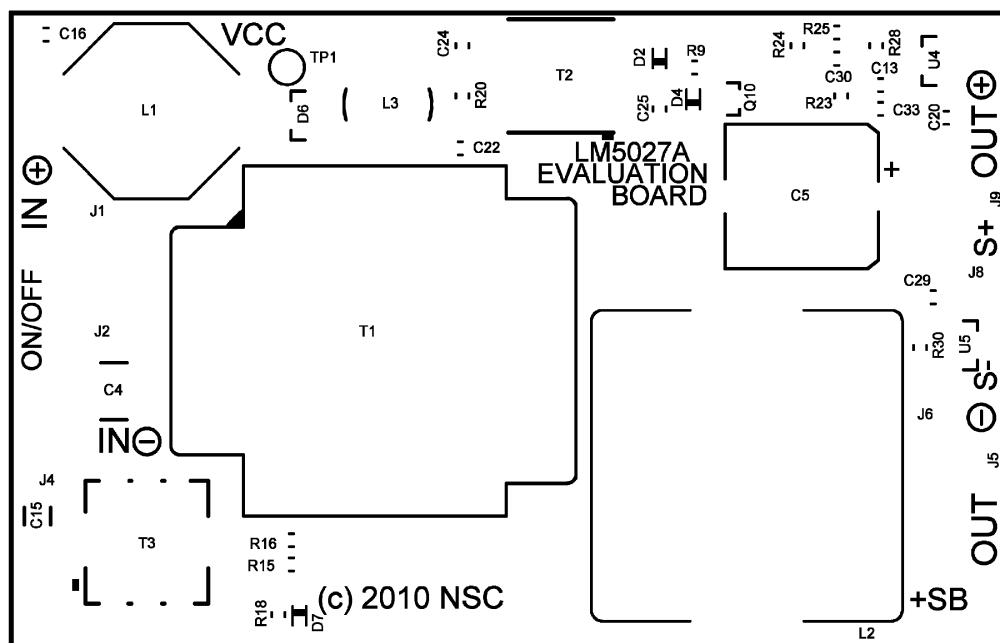 C16
VCC
TP1
C24
T2
D2
R9
R24
R25
R28
U4
C13
C30
L1
D6
L3
R20
C25
D4
Q10
R23
C33
C20
OUT
C22
LM5027A
EVALUATION
BOARD
C5
+
IN
J1
J9
S+
J8
ON/OFF
C29
J2
T1
R30
U5
S-
C4
J6
IN
J5
J4
C15
OUT
T3
R16
R15
(c) 2010 NSC
R18
D7
+SB
L2